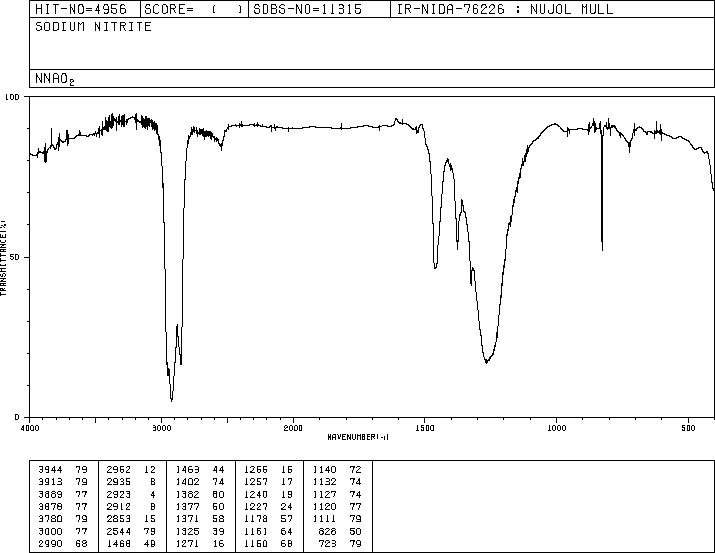 HIT-NO=4956 SCORE= ( ) SDBS-NO=11315 IR-NIDA-76226 : NUJOL MULL
SODIUM NITRITE
NNAO2
100
50
0
TRANSMITTANCE(%)
4000 3000 2000 1500 1000 500
WAVENUMBER(-1)
3944 79 2952 12 1463 44 1266 16 1140 72
3913 79 2935 8 1402 74 1257 17 1132 74
3889 77 2923 4 1382 60 1240 19 1127 74
3878 77 2912 8 1377 50 1227 24 1120 77
3780 79 2853 15 1371 58 1178 57 1111 79
3000 77 2544 79 1325 39 1161 64 828 50
2990 68 1468 49 1271 16 1150 68 723 79